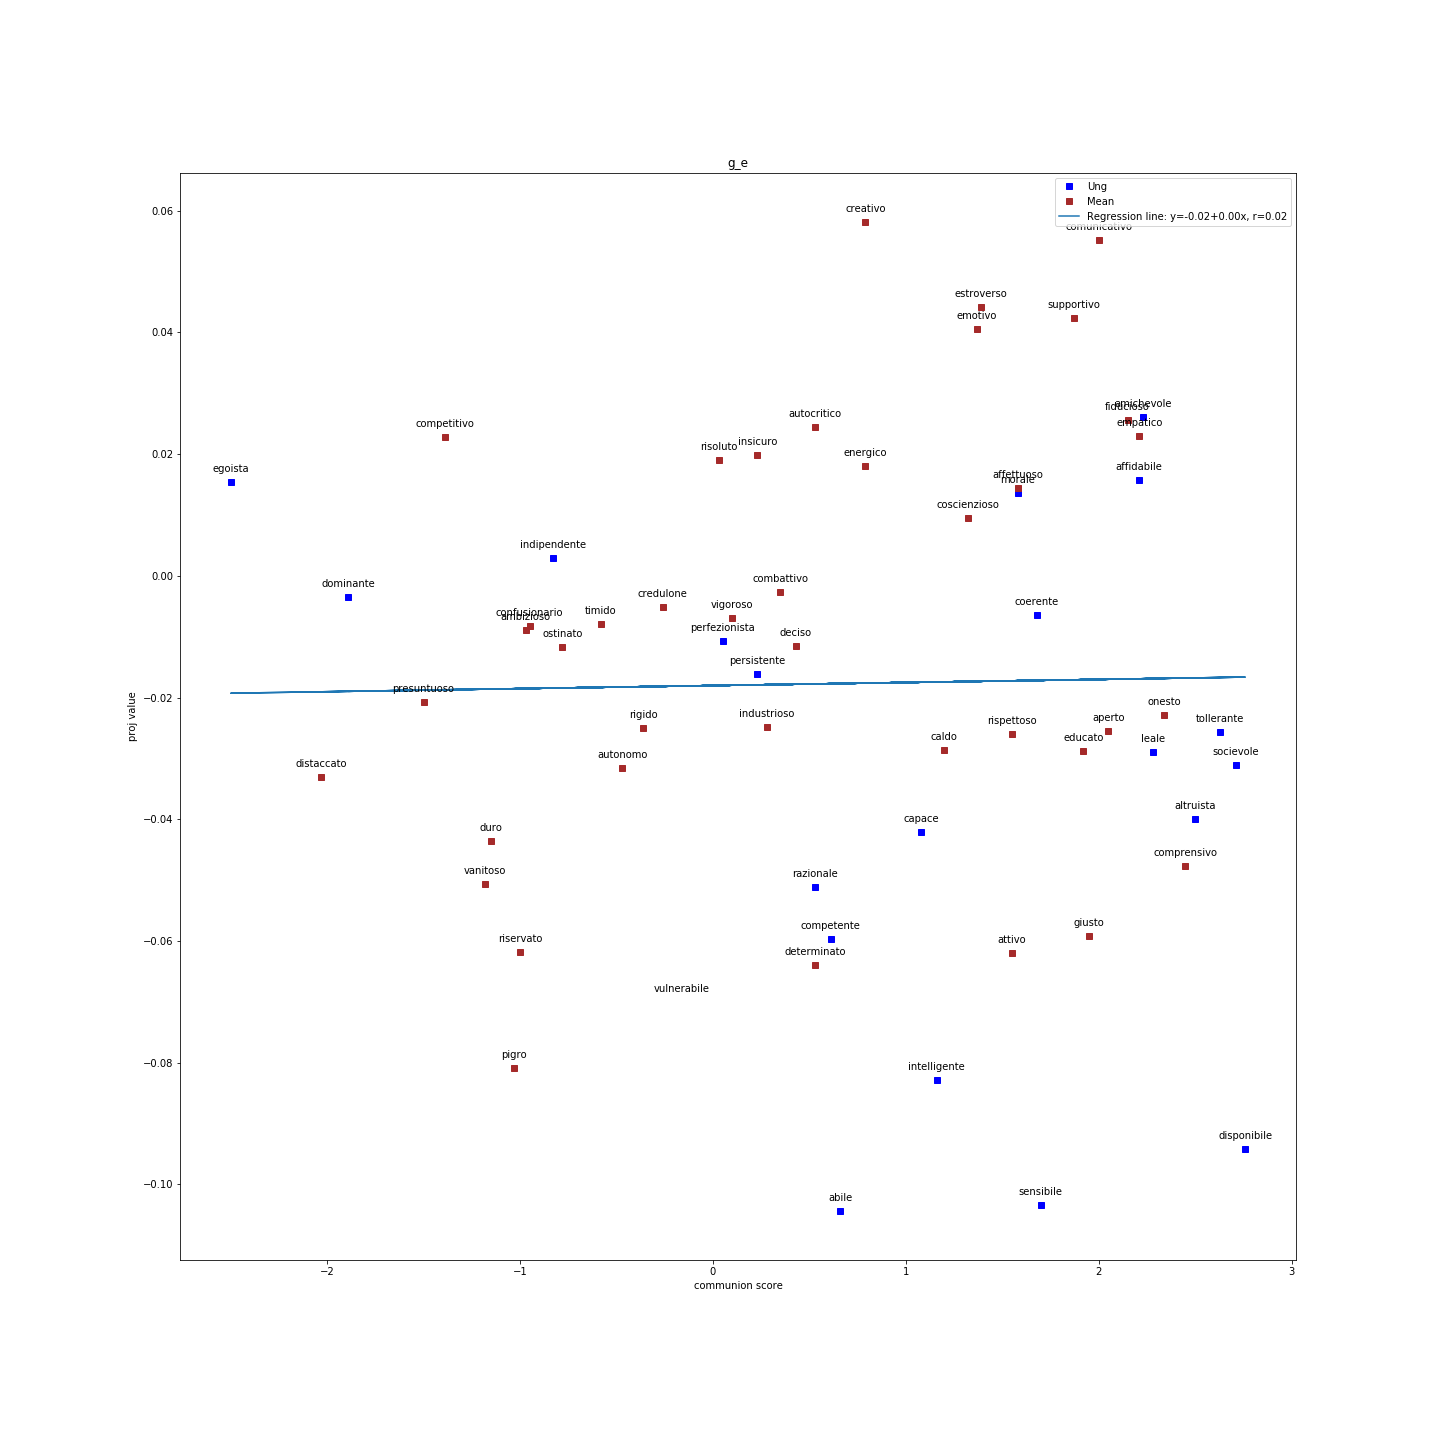 g_e
Ung
Mean
Regression line: y=-0.02+0.00x, r=0.02
creativo
comunicativo
estroverso
supportivo
emotivo
amichevole
fiducioso
autocritico
empatico
competitivo
insicuro
risoluto
energico
egoista
affidabile
affettuoso
morale
coscienzioso
indipendente
combattivo
dominante
credulone
coerente
vigoroso
timido
confusionario
ambizioso
perfezionista
ostinato
deciso
persistente
presuntuoso
onesto
rigido
industrioso
rispettoso
aperto
tollerante
caldo
educato
leale
autonomo
socievole
distaccato
altruista
duro
capace
comprensivo
vanitoso
razionale
giusto
competente
riservato
attivo
determinato
vulnerabile
pigro
intelligente
disponibile
abile
sensibile
0.06
0.04
0.02
0.00
−0.02
−0.04
−0.06
−0.08
−0.10
proj value
−2
−1
0
1
2
3
communion score